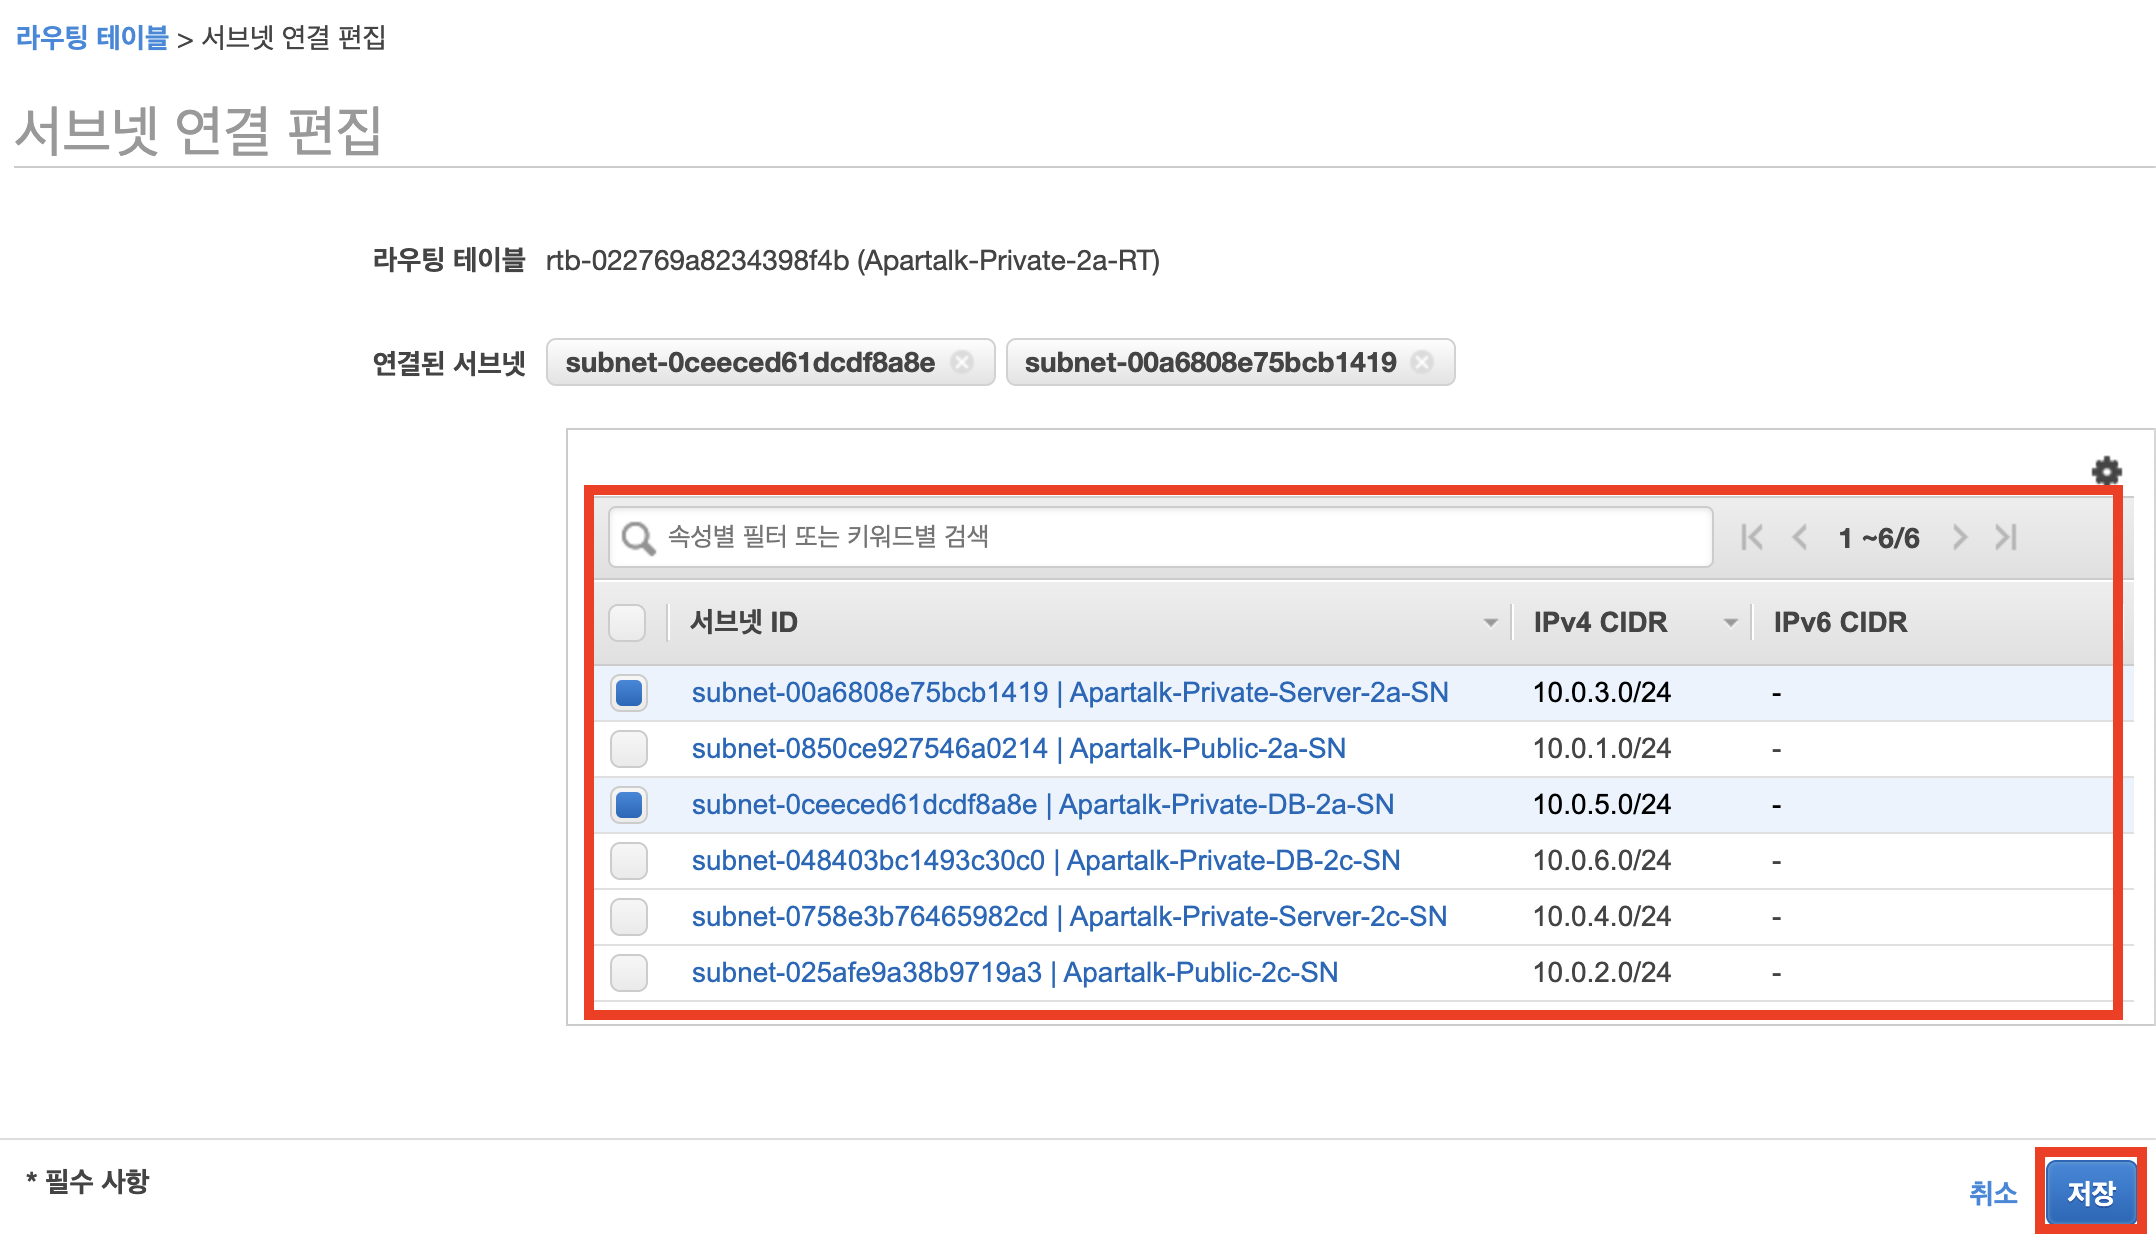 라우팅 테이블 > 서브넷 연결 편집
서브넷 연결 편집
라우팅 테이블 rtb-022769a8234398f4b (Apartalk-Private-2a-RT)
연결된 서브넷 subnet-0ceeced61dcdf8a8e subnet-00a6808e75bcb1419
속성별 필터 또는 키워드별 검색 1 ~6/6
서브넷 ID IPv4 CIDR IPv6 CIDR
subnet-00a6808e75bcb1419 | Apartalk-Private-Server-2a-SN 10.0.3.0/24 -
subnet-0850ce927546a0214 | Apartalk-Public-2a-SN 10.0.1.0/24 -
subnet-0ceeced61dcdf8a8e | Apartalk-Private-DB-2a-SN 10.0.5.0/24 -
subnet-048403bc1493c30c0 | Apartalk-Private-DB-2c-SN 10.0.6.0/24 -
subnet-0758e3b76465982cd | Apartalk-Private-Server-2c-SN 10.0.4.0/24 -
subnet-025afe9a38b9719a3 | Apartalk-Public-2c-SN 10.0.2.0/24 -
* 필수 사항 취소 저장